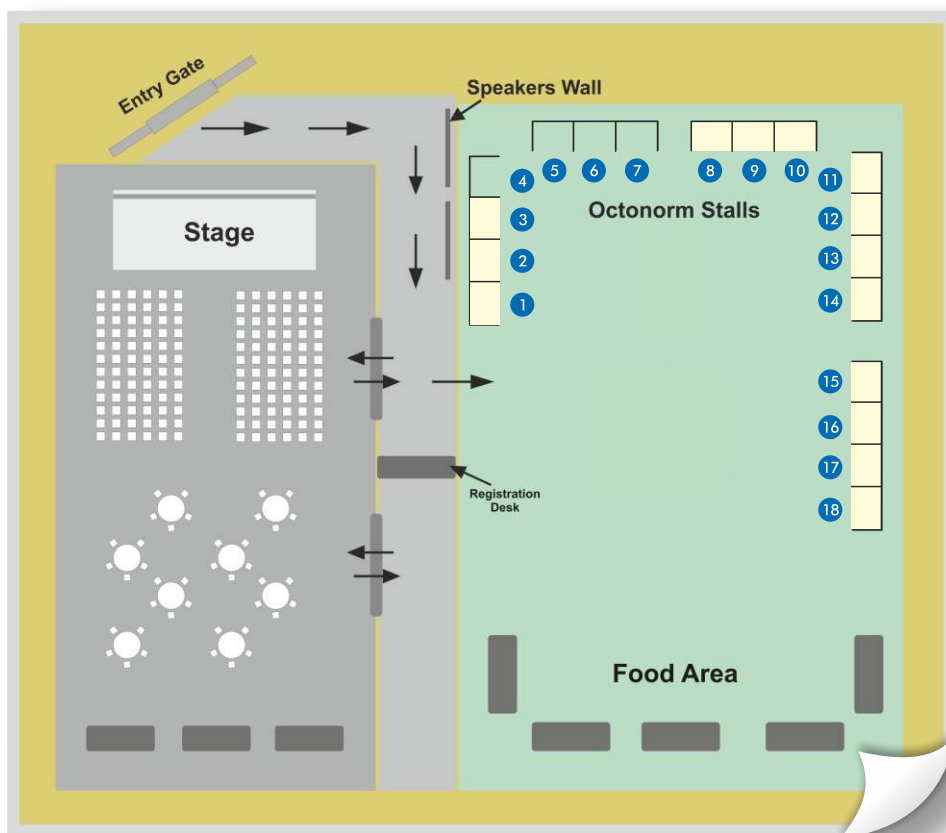 Entry Gate
Speakers Wall
4
5
6
7
8
9
10
11
3
Octonorm Stalls
12
Stage
2
13
1
14
15
16
17
Registration
Desk
18
Food Area